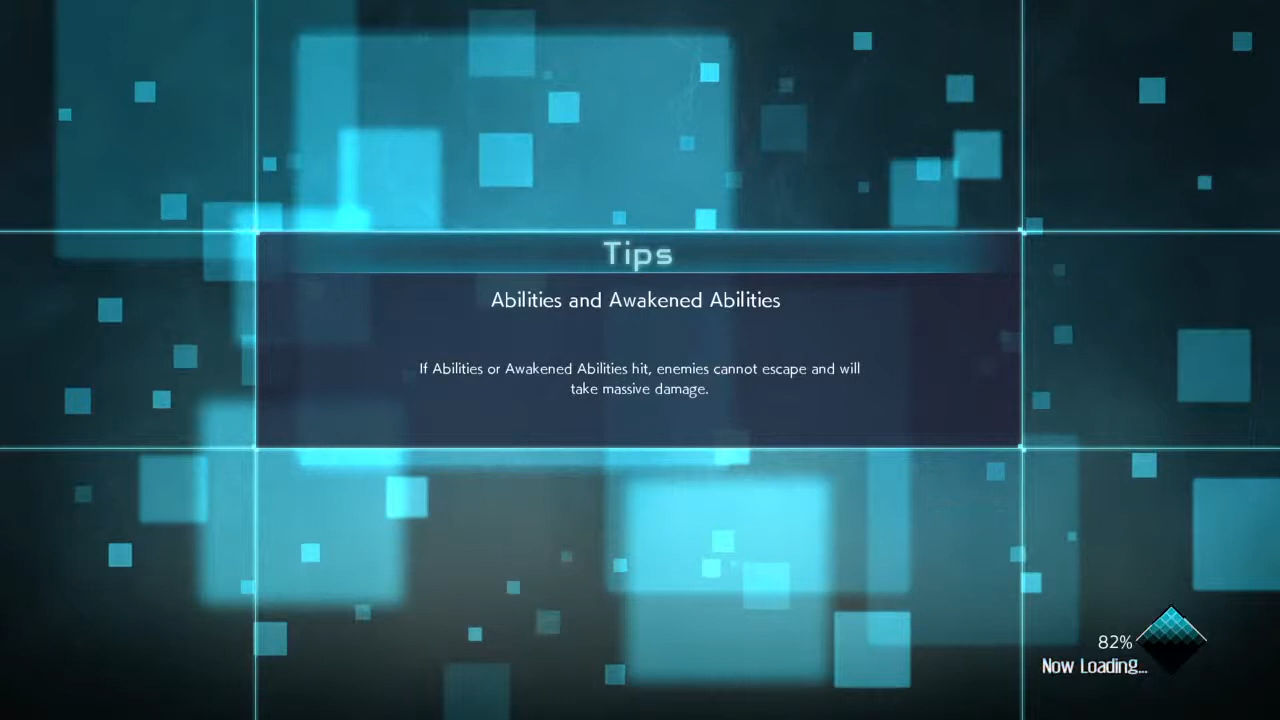 Tips
Abilities and Awakened Abilities
If Abilities or Awakened Abilities hit, enemies cannot escape and will
take massive damage.
82%
Now Loading...